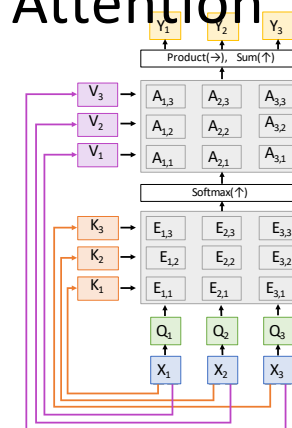 Attention
Y1 Y2 Y3
Product(→), Sum(↑)
V3 A1,3 A2,3 A3,3
V2 A1,2 A2,2 A3,2
V1 A1,1 A2,1 A3,1
Softmax(↑)
K3 E1,3 E2,3 E3,3
K2 E1,2 E2,2 E3,2
K1 E1,1 E2,1 E3,1
Q1 Q2 Q3
X1 X2 X3